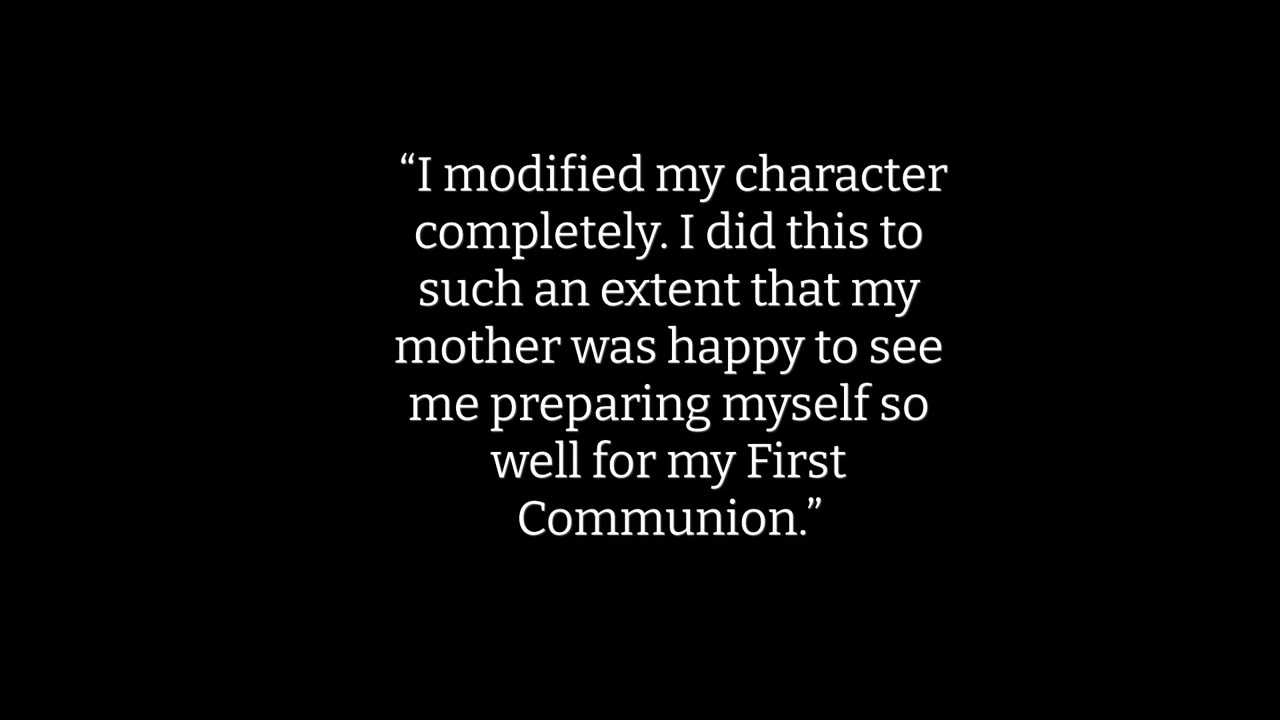 “I modified my character
completely. I did this to
such an extent that my
mother was happy to see
me preparing myself so
well for my First
Communion.”